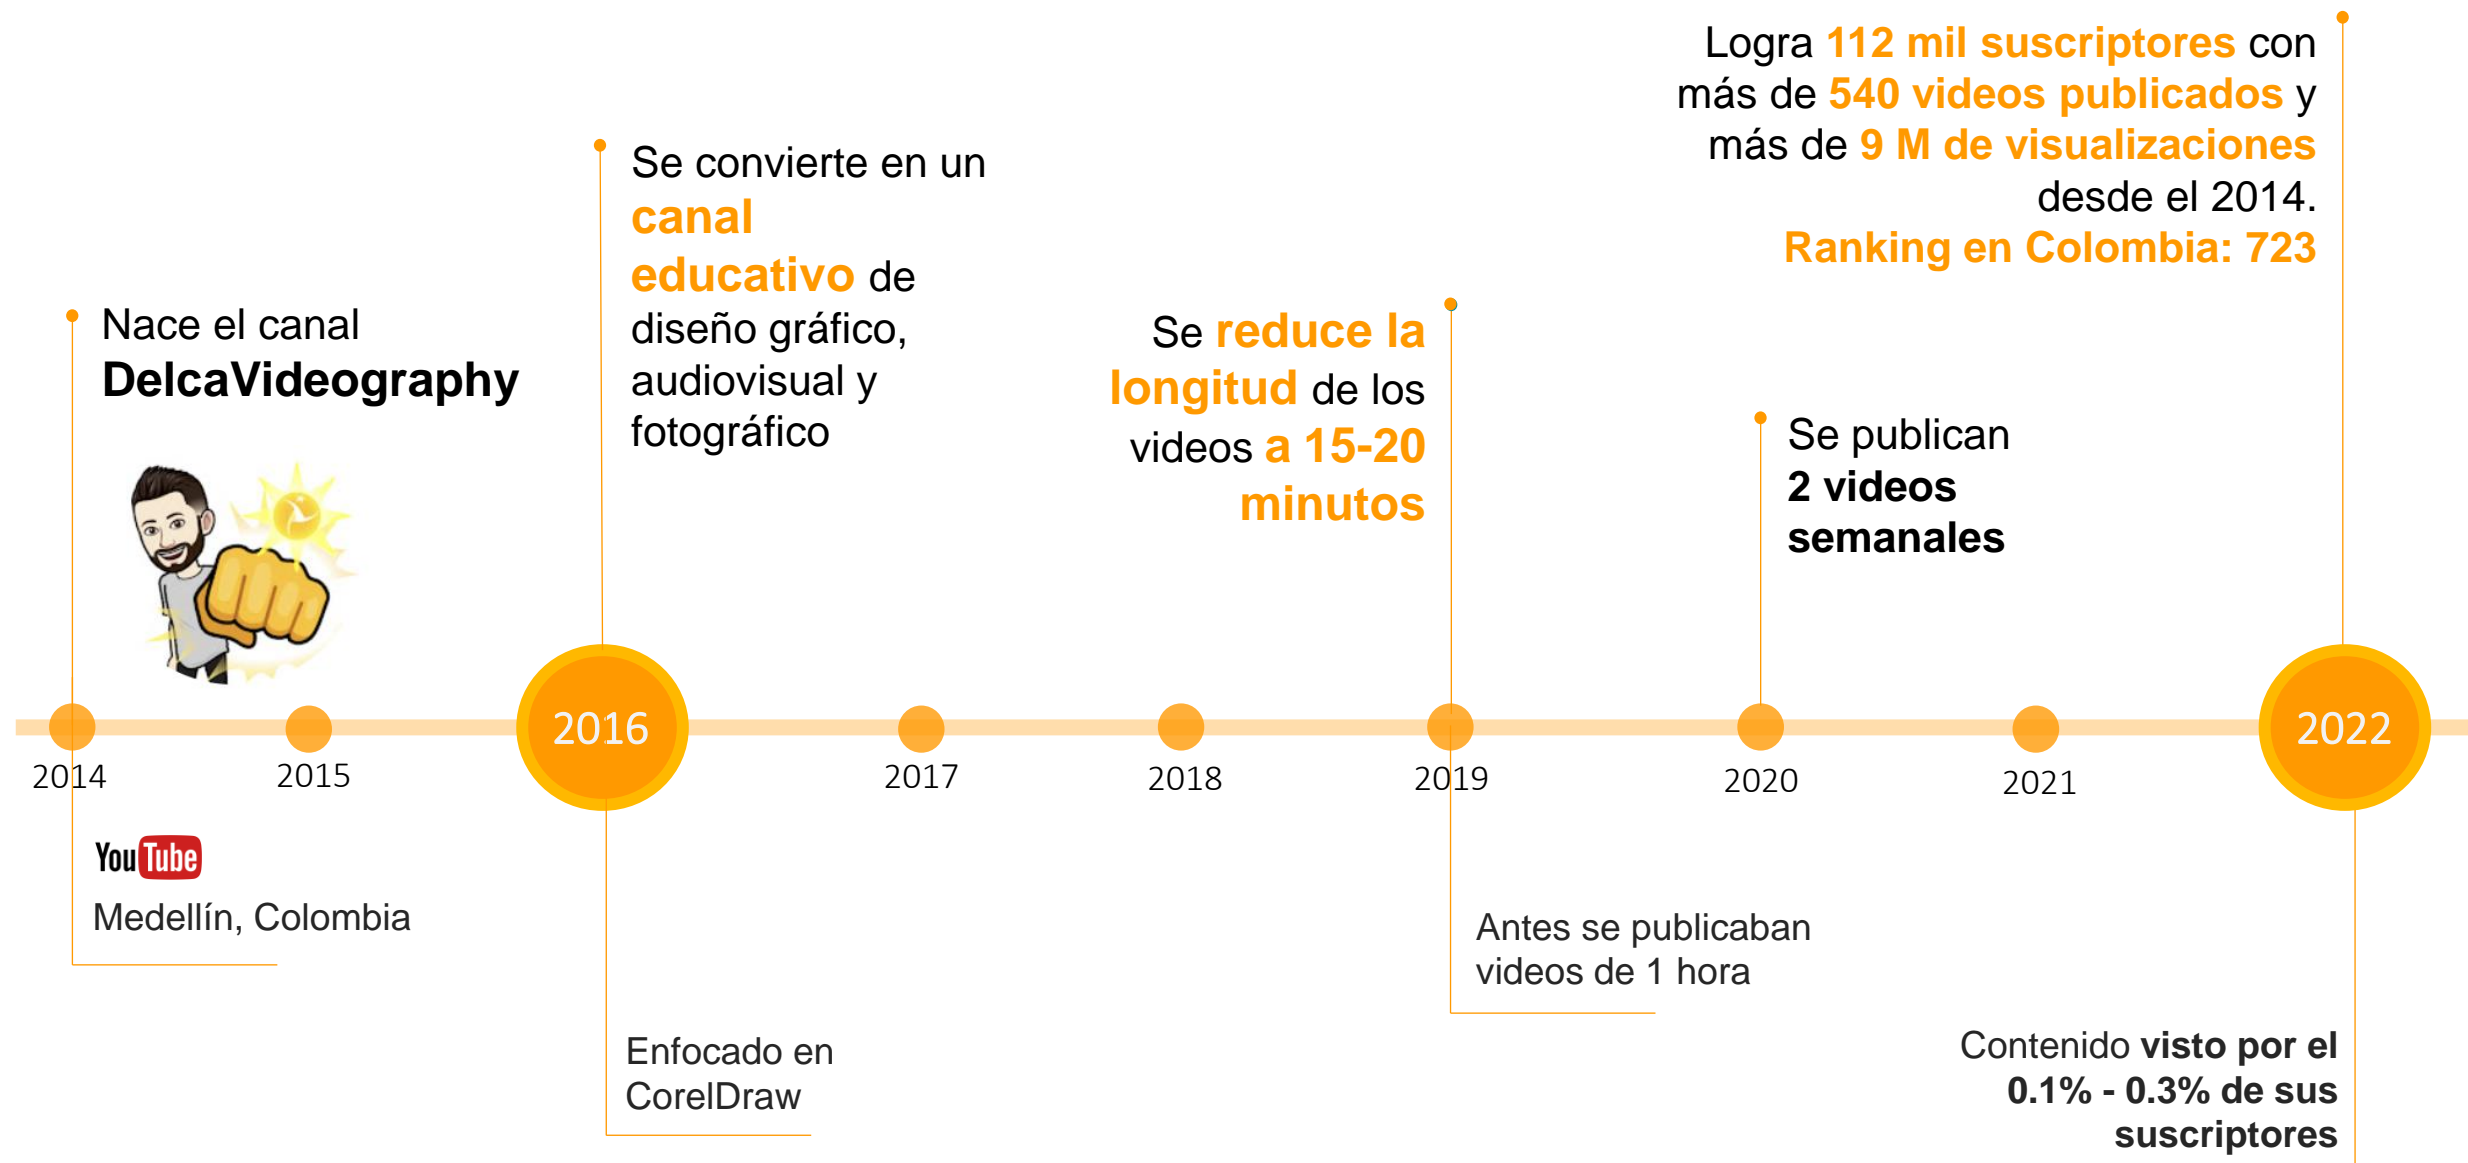 Nace el canal
DelcaVideography
Se convierte en un
canal
educativo de
diseño gráfico,
audiovisual y
fotográfico
Se reduce la
longitud de los
videos a 15-20
minutos
Se publican
2 videos
semanales
Logra 112 mil suscriptores con
más de 540 videos publicados y
más de 9 M de visualizaciones
desde el 2014.
Ranking en Colombia: 723
2014
2015
2016
2017
2018
2019
2020
2021
2022
YouTube
Medellín, Colombia
Enfocado en
CorelDraw
Antes se publicaban
videos de 1 hora
Contenido visto por el
0.1% - 0.3% de sus
suscriptores